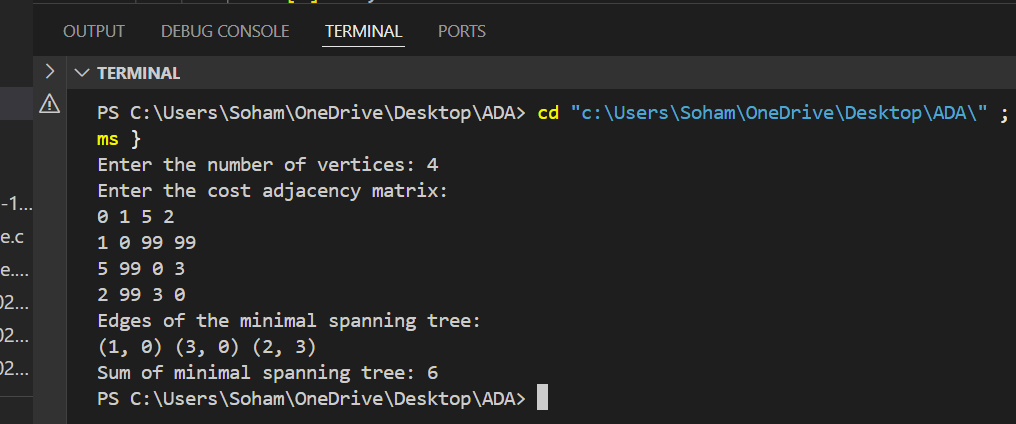 OUTPUT DEBUG CONSOLE TERMINAL PORTS
TERMINAL
PS C:\Users\Soham\OneDrive\Desktop\ADA> cd "c:\Users\Soham\OneDrive\Desktop\ADA\" ;
ms }
Enter the number of vertices: 4
Enter the cost adjacency matrix:
0 1 5 2
1 0 99 99
5 99 0 3
2 99 3 0
Edges of the minimal spanning tree:
(1, 0) (3, 0) (2, 3)
Sum of minimal spanning tree: 6
PS C:\Users\Soham\OneDrive\Desktop\ADA>
-1...
e.c
e....
02...
02...
02...